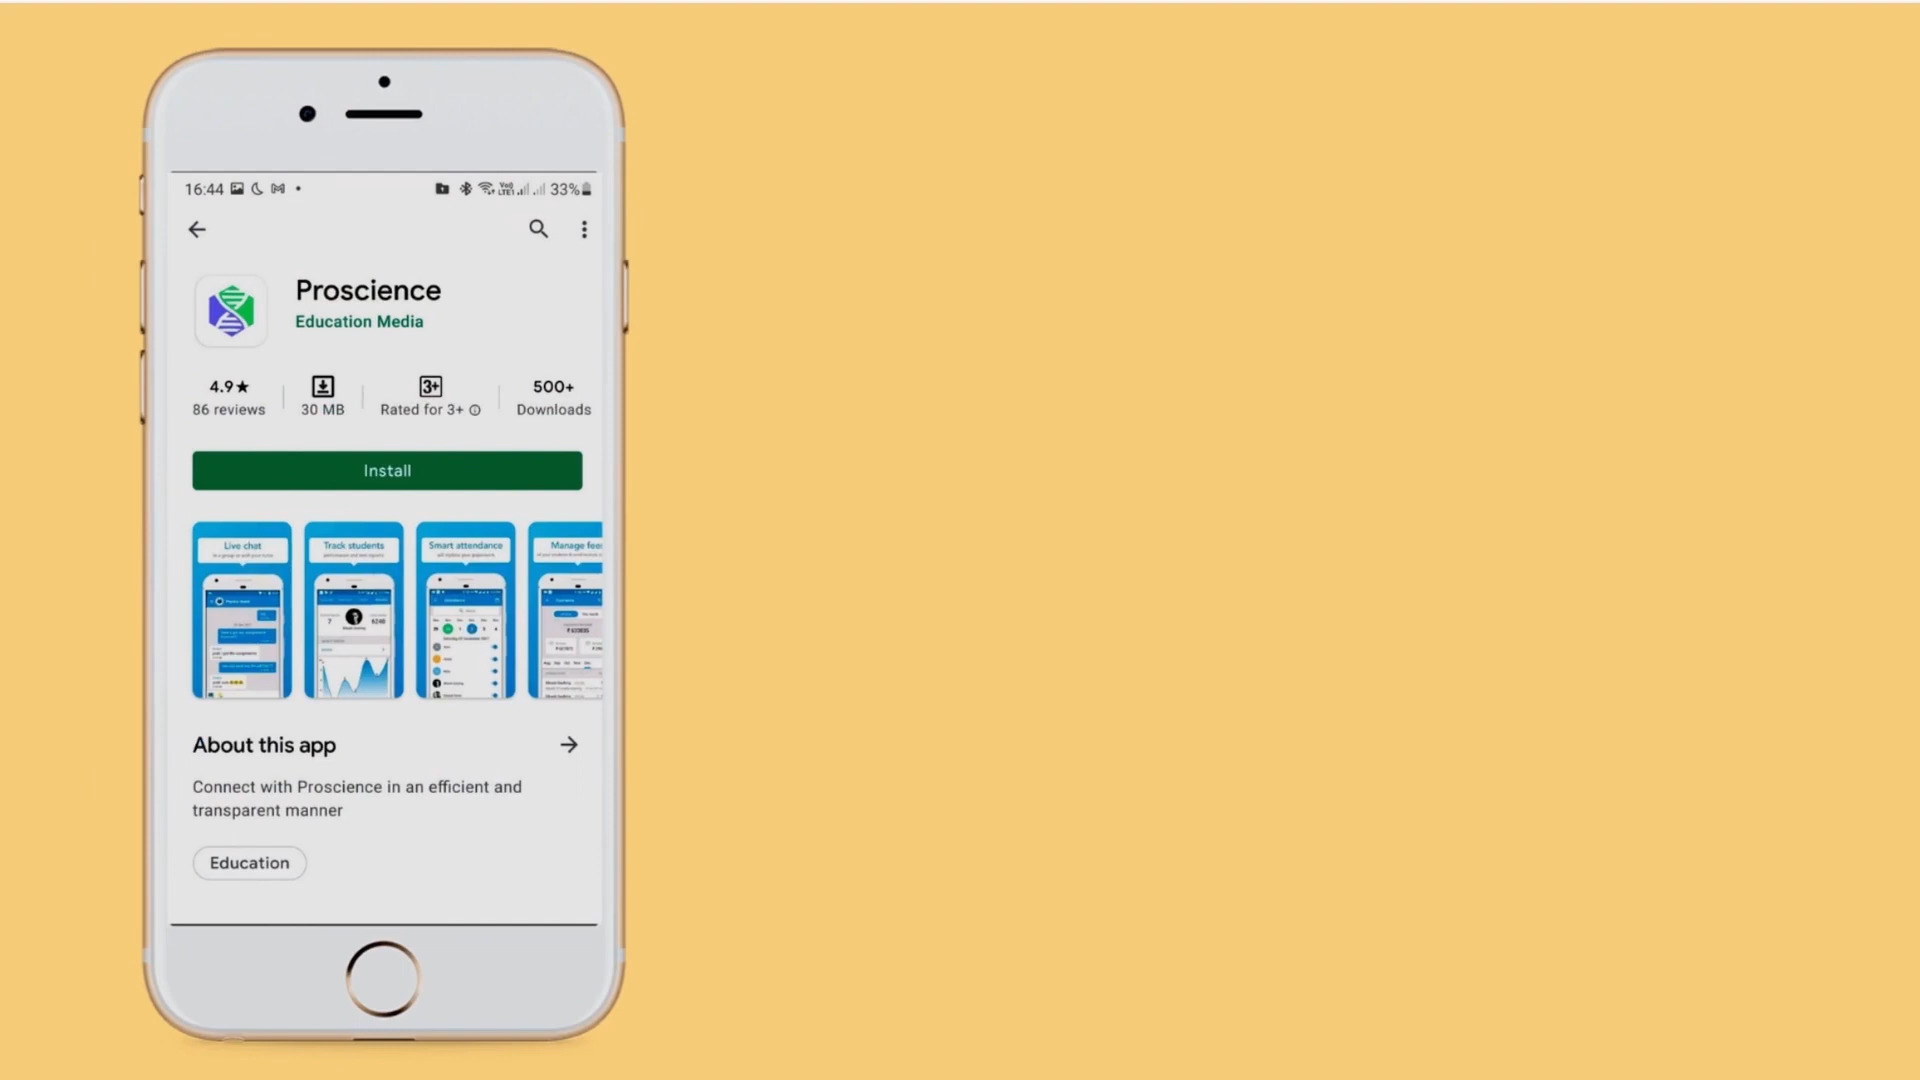 16:44
33%
Proscience
Education Media
4.9★
86 reviews
30 MB
3+
Rated for 3+
500+
Downloads
Install
Live chat
Track students
Smart attendance
Manage fee
About this app
Connect with Proscience in an efficient and
transparent manner
Education